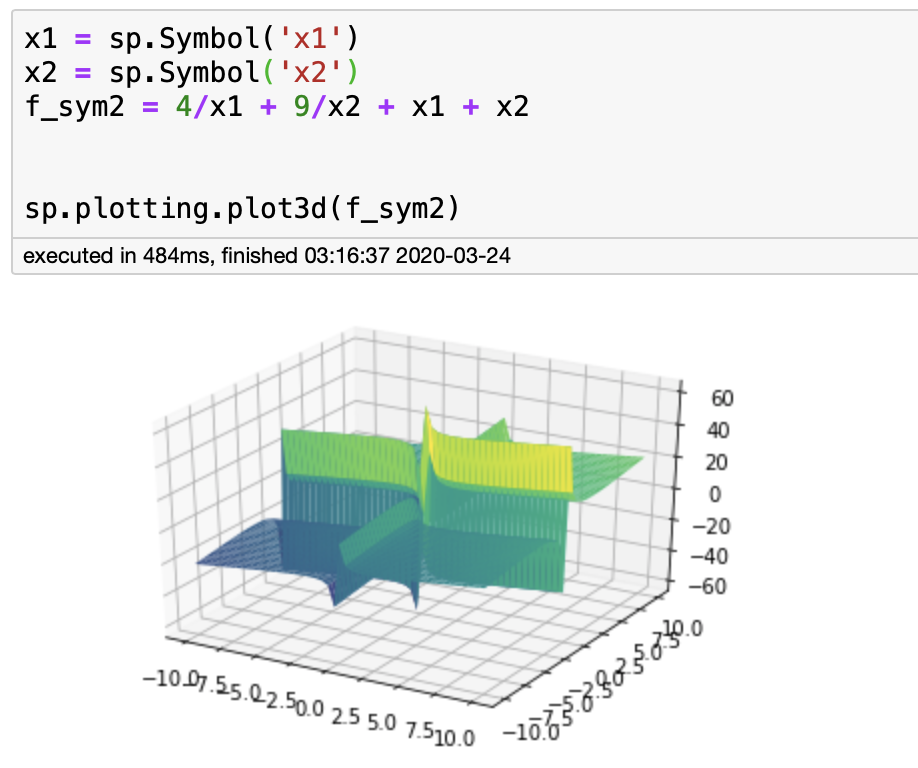 x1 = sp.Symbol('x1')
x2 = sp.Symbol('x2')
f_sym2 = 4/x1 + 9/x2 + x1 + x2
sp.plotting.plot3d(f_sym2)
executed in 484ms, finished 03:16:37 2020-03-24
60
40
20
0
−20
−40
−60
−10.0 −7.5 −5.0 −2.5 0.0 2.5 5.0 7.5 10.0
−10.0 −7.5 −5.0 −2.5 0.0 2.5 5.0 7.5 10.0